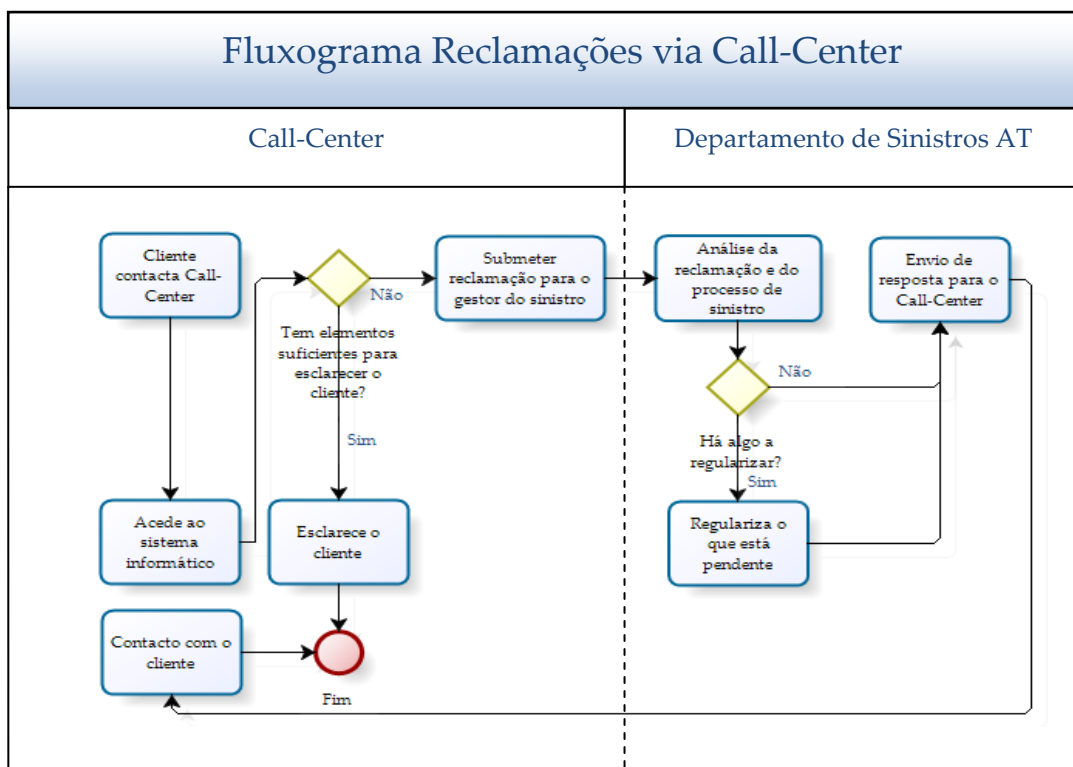 Fluxograma Reclamações via Call-Center
Call-Center
Departamento de Sinistros AT
Cliente
contacta Call-
Center
Não
Submeter
reclamação para o
gestor do sinistro
Tem elementos
suficientes para
esclarecer o
cliente?
Sim
Acede ao
sistema
informático
Esclarece o
cliente
Contacto com o
cliente
Fim
Análise da
reclamação e do
processo de
sinistro
Envio de
resposta para o
Call-Center
Não
Há algo a
regularizar?
Sim
Regulariza o
que está
pendente